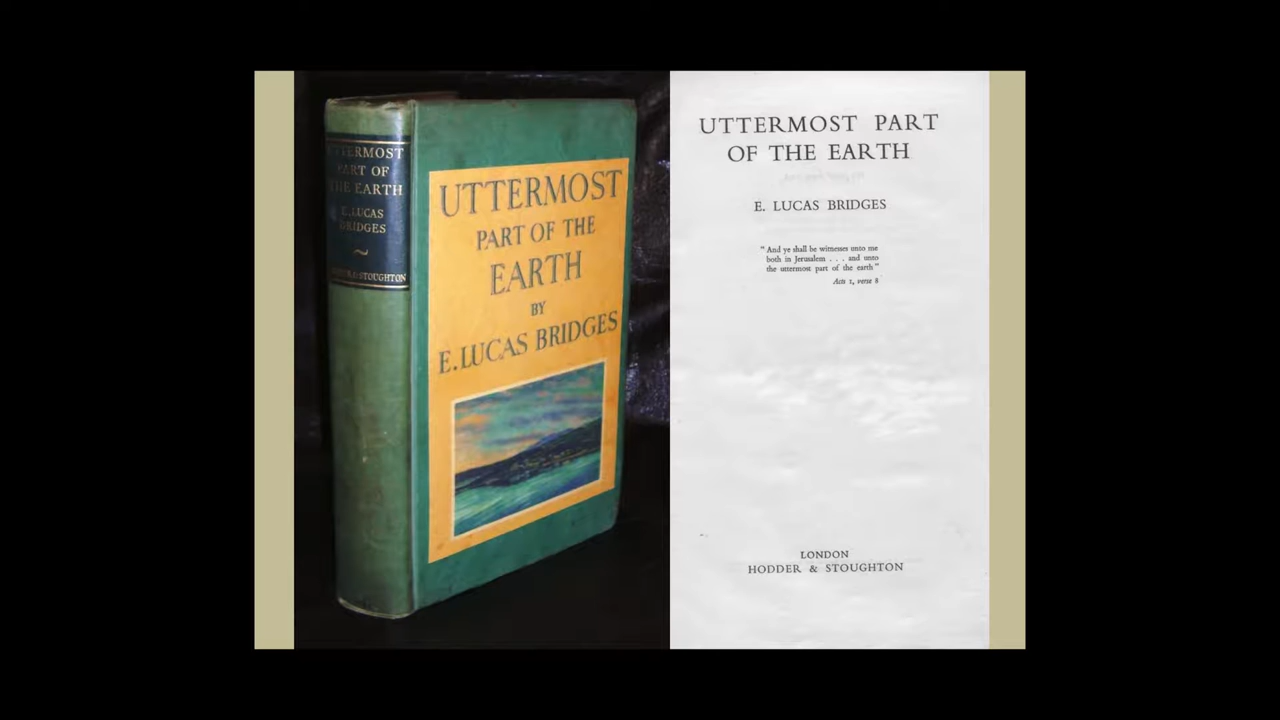 UTTERMOST
PART OF
THE EARTH
E. LUCAS
BRIDGES
HODDER & STOUGHTON
UTTERMOST
PART OF THE
EARTH
BY
E. LUCAS BRIDGES
UTTERMOST PART
OF THE EARTH
E. LUCAS BRIDGES
" And ye shall be witnesses unto me
both in Jerusalem . . . and unto
the uttermost part of the earth "
Acts 1, verse 8
LONDON
HODDER & STOUGHTON